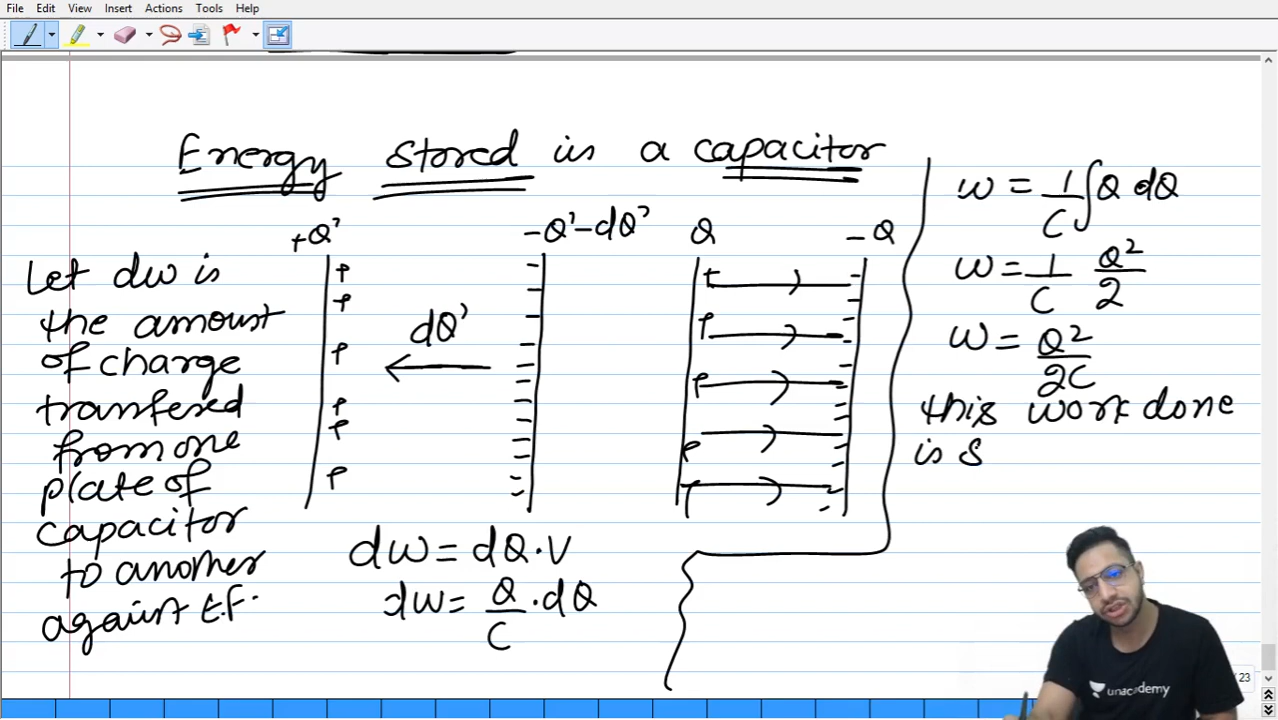 File Edit View Stories Actions Tools Help
Energy stored in a capacitor
+Q' -Q'-dQ' Q -Q
Let dw is
the amount
of charge
transfered
from one
plate of
capacitor
to another
against E.F.
dQ'
dw = dQ·V
dw = Q/C · dQ
w = 1/C ∫Q dQ
w = 1/C Q²/2
w = Q²/2C
this work done
is s
unacademy
/ 23